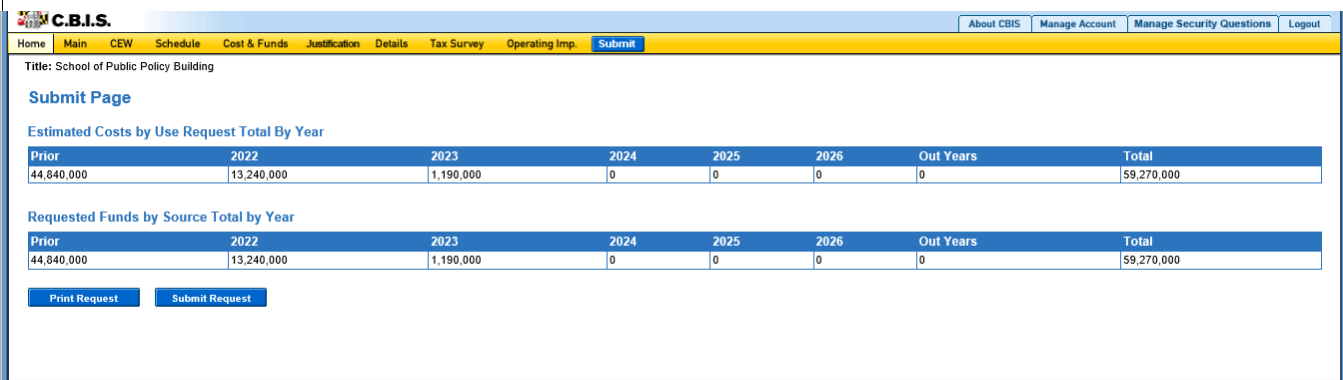 C.B.I.S.
About CBIS Manage Account Manage Security Questions Logout
Home Main CEW Schedule Cost & Funds Justification Details Tax Survey Operating Imp. Submit
Title: School of Public Policy Building
Submit Page
Estimated Costs by Use Request Total By Year
Prior 2022 2023 2024 2025 2026 Out Years Total
44,840,000 13,240,000 1,190,000 0 0 0 0 59,270,000
Requested Funds by Source Total by Year
Prior 2022 2023 2024 2025 2026 Out Years Total
44,840,000 13,240,000 1,190,000 0 0 0 0 59,270,000
Print Request Submit Request